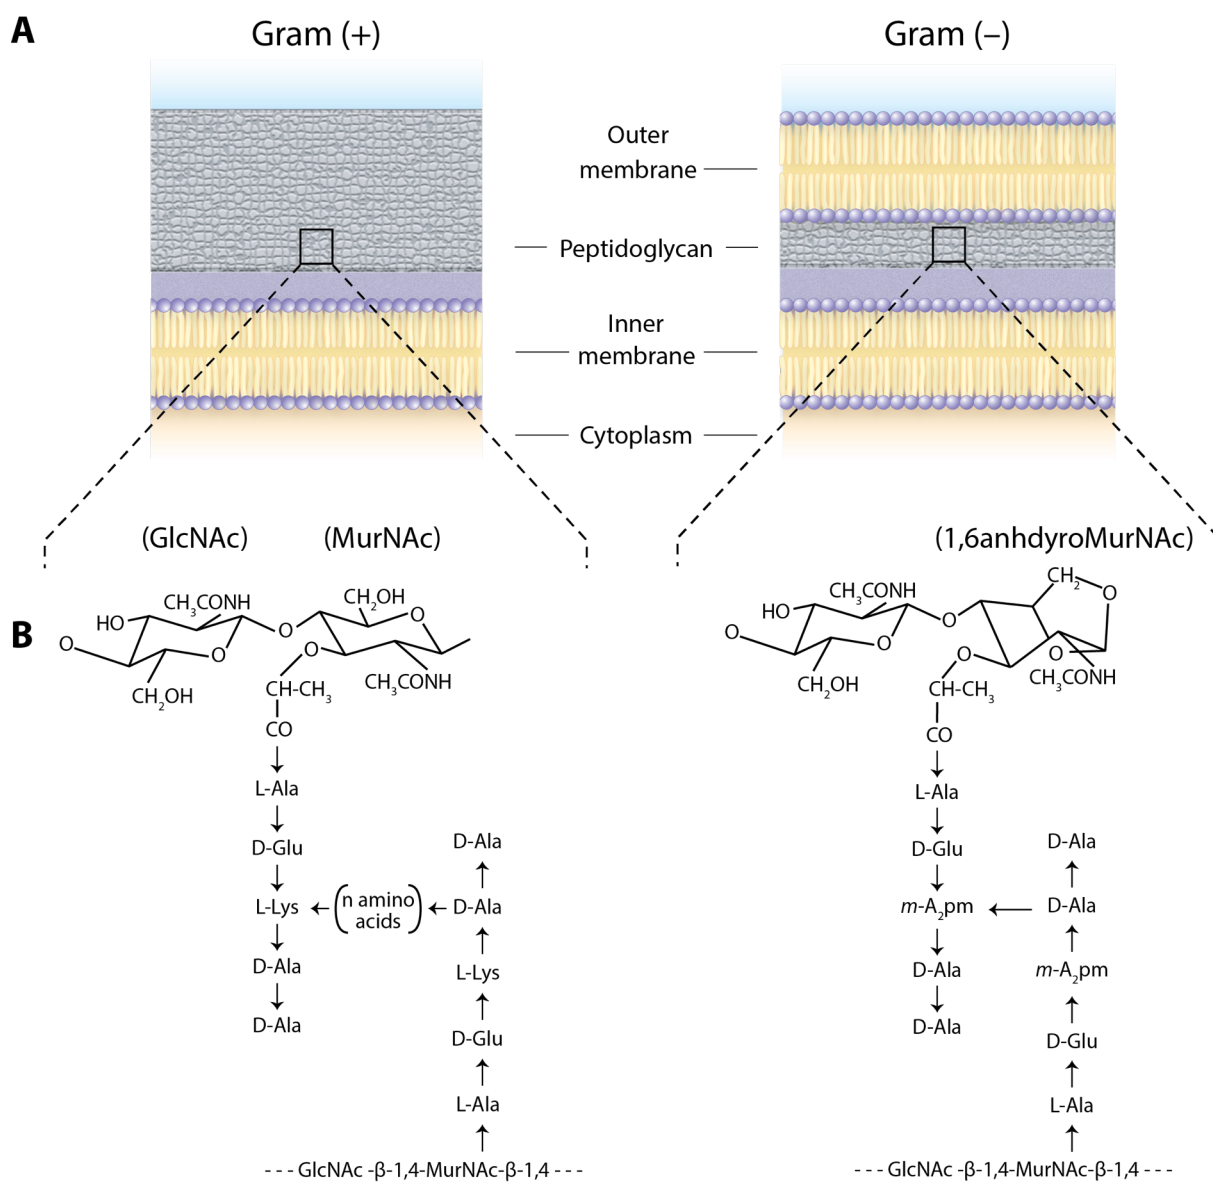 A
Gram (+)
Gram (–)
Outer
membrane
Peptidoglycan
Inner
membrane
Cytoplasm
B
(GlcNAc)
(MurNAc)
HO
CH₃CONH
O
O
CH₂OH
O
CH₂OH
O
O
CH₃CONH
CH-CH₃
CO
L-Ala
D-Glu
L-Lys
D-Ala
D-Ala
(n amino
acids)
D-Ala
D-Ala
L-Lys
D-Glu
L-Ala
---GlcNAc -β-1,4-MurNAc-β-1,4 ---
(1,6anhdyroMurNAc)
HO
CH₃CONH
O
O
CH₂OH
O
CH₂
O
O
O
CH₃CONH
CH-CH₃
CO
L-Ala
D-Glu
m-A₂pm
D-Ala
D-Ala
D-Ala
D-Ala
m-A₂pm
D-Glu
L-Ala
---GlcNAc -β-1,4-MurNAc-β-1,4 ---